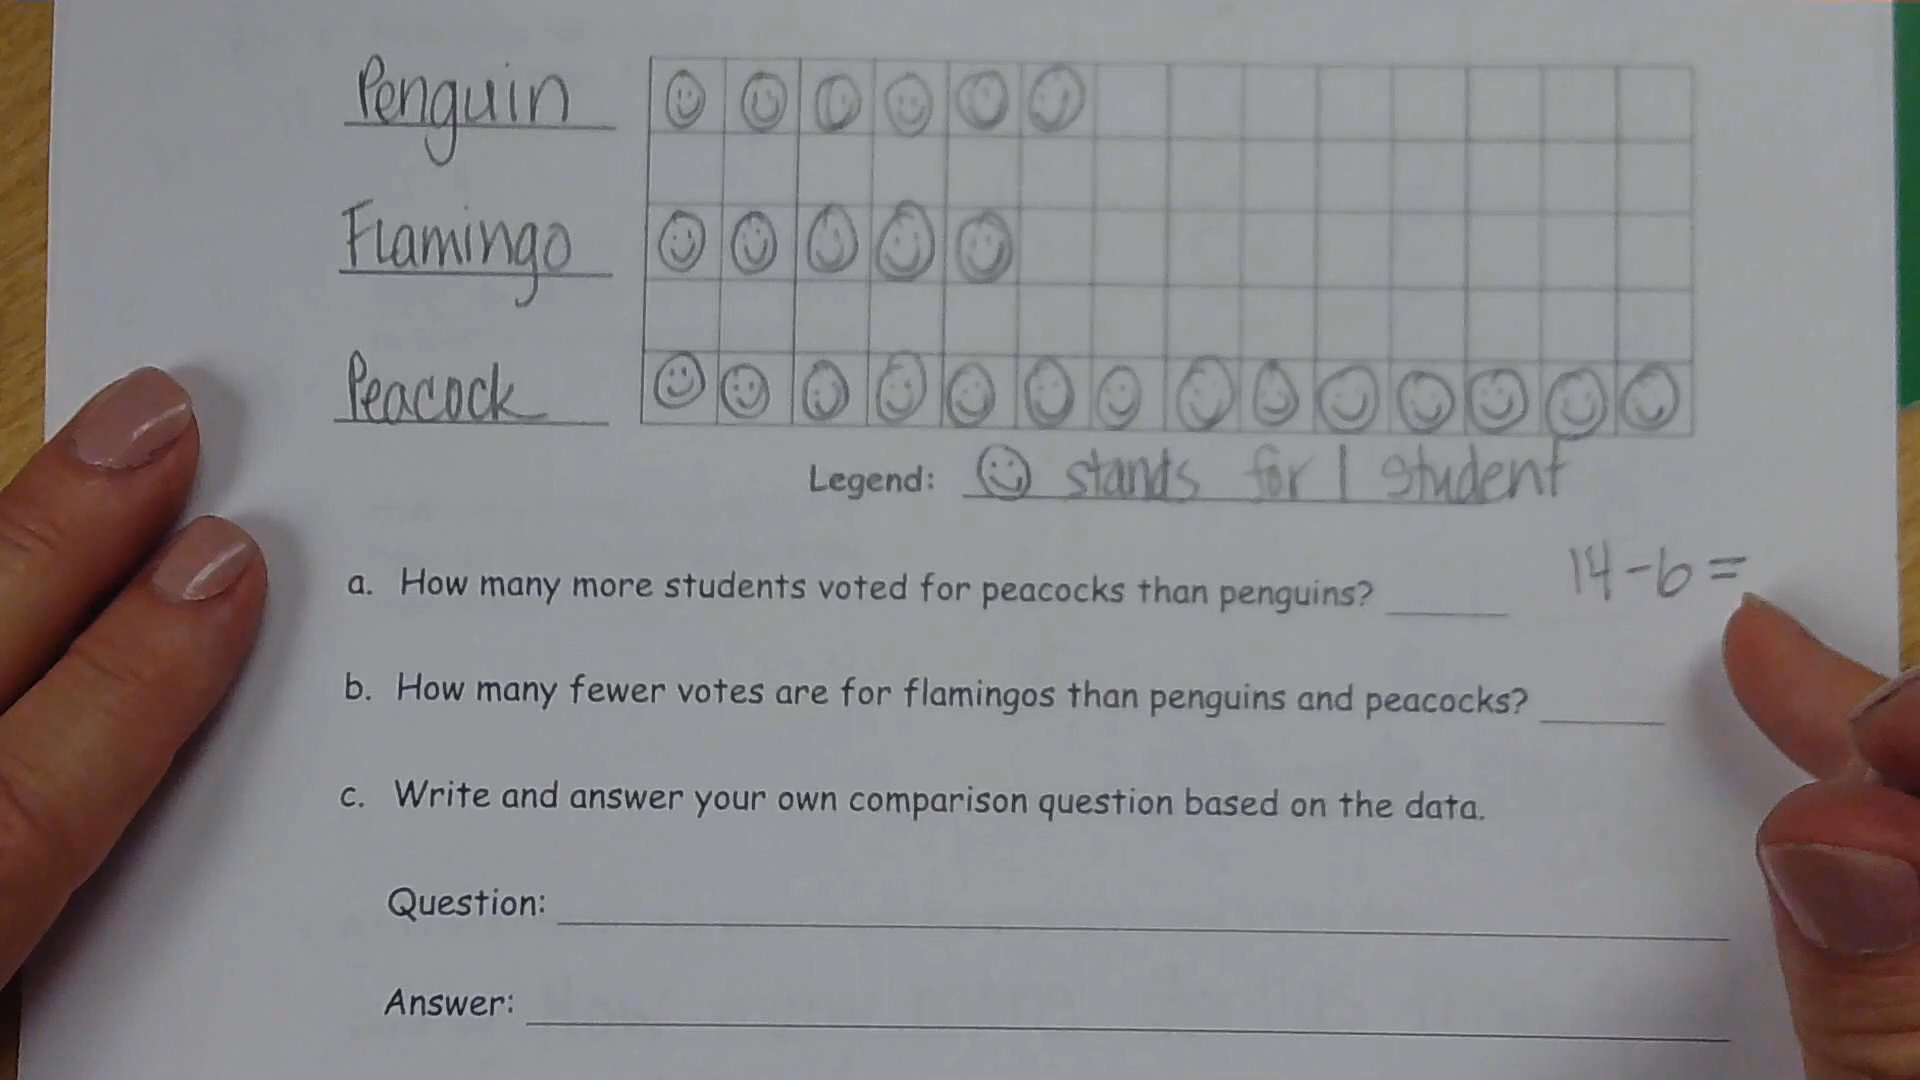 Penguin
Flamingo
Peacock
Legend: stands for 1 student
a. How many more students voted for peacocks than penguins? 14-6=
b. How many fewer votes are for flamingos than penguins and peacocks?
c. Write and answer your own comparison question based on the data.
Question:
Answer: